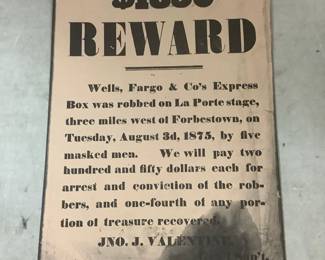 REWARD
Wells, Fargo & Co's Express
Box was robbed on La Porte stage,
three miles west of Forbestown, on
Tuesday, August 3d, 1875, by five
masked men. We will pay two
hundred and fifty dollars each for
arrest and conviction of the rob-
bers, and one-fourth of any por-
tion of treasure recovered.
JNO. J. VALENTINE